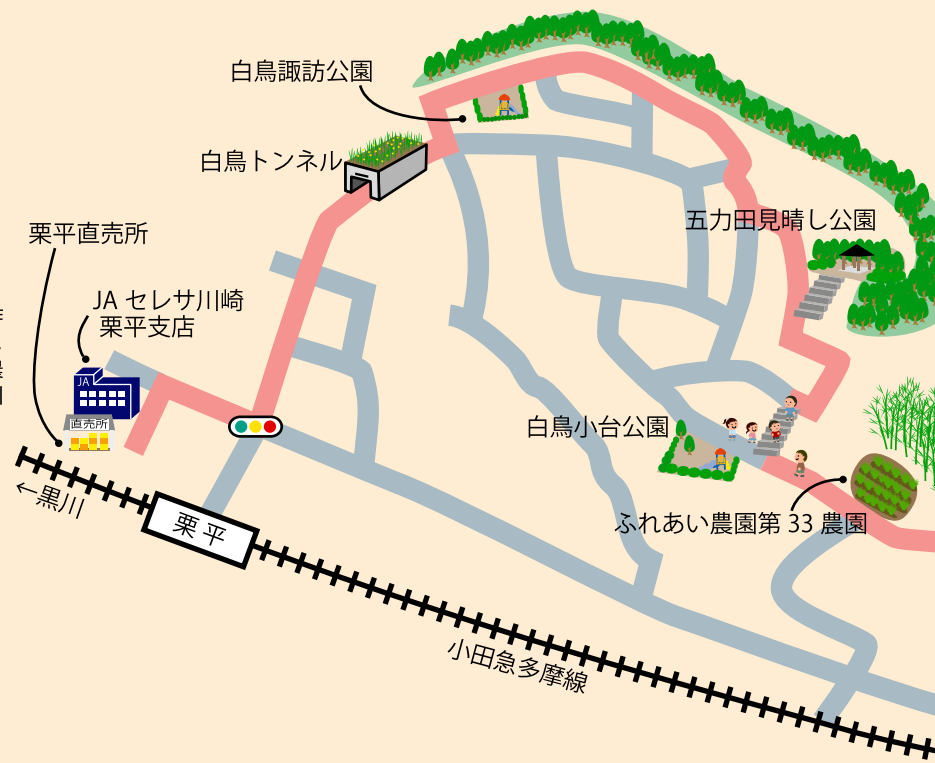 白鳥諏訪公園
白鳥トンネル
五力田見晴し公園
栗平直売所
JA セレサ川崎
栗平支店
JA
直売所
白鳥小台公園
ふれあい農園第 33 農園
←黒川
栗 平
小田急多摩線